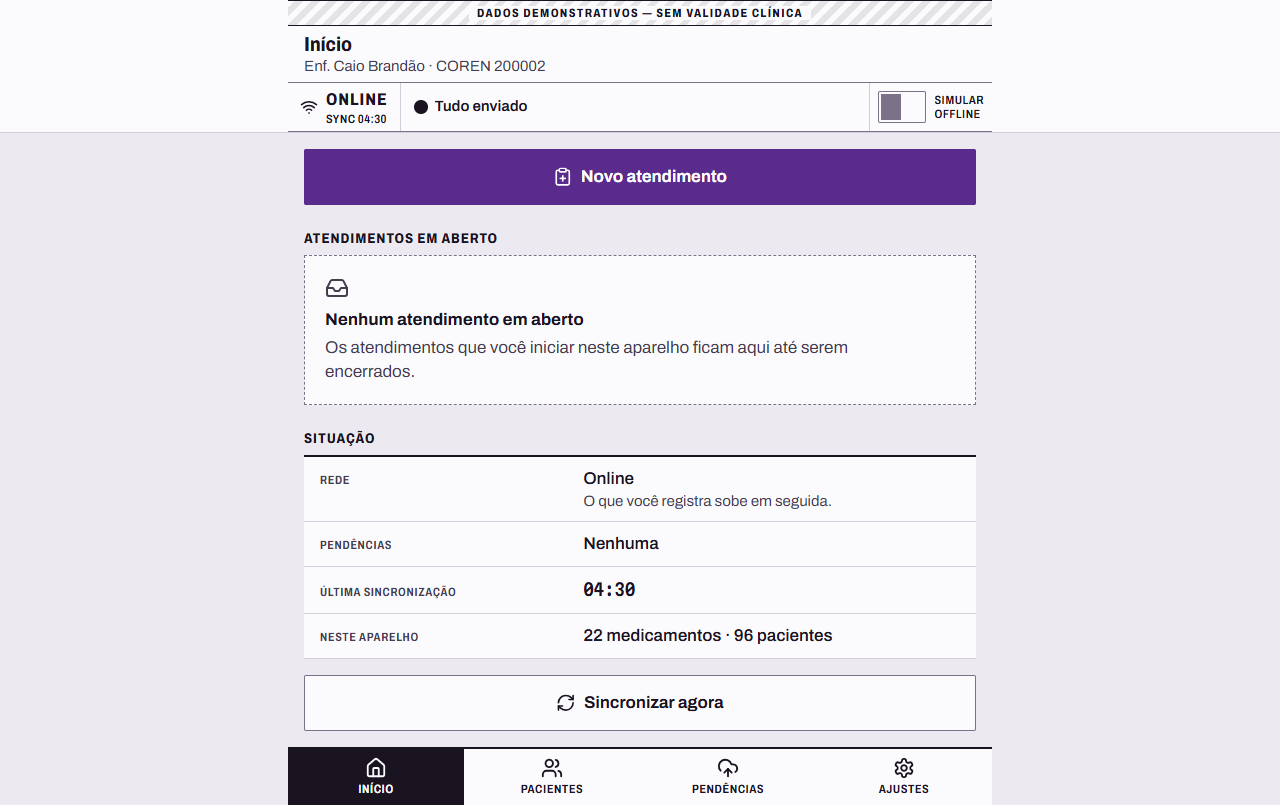 DADOS DEMONSTRATIVOS — SEM VALIDADE CLÍNICA
Início
Enf. Caio Brandão · COREN 200002
ONLINE
SYNC 04:30
Tudo enviado
SIMULAR
OFFLINE
Novo atendimento
ATENDIMENTOS EM ABERTO
Nenhum atendimento em aberto
Os atendimentos que você iniciar neste aparelho ficam aqui até serem
encerrados.
SITUAÇÃO
REDE
Online
O que você registra sobe em seguida.
PENDÊNCIAS
Nenhuma
ÚLTIMA SINCRONIZAÇÃO
04:30
NESTE APARELHO
22 medicamentos · 96 pacientes
Sincronizar agora
INÍCIO
PACIENTES
PENDÊNCIAS
AJUSTES